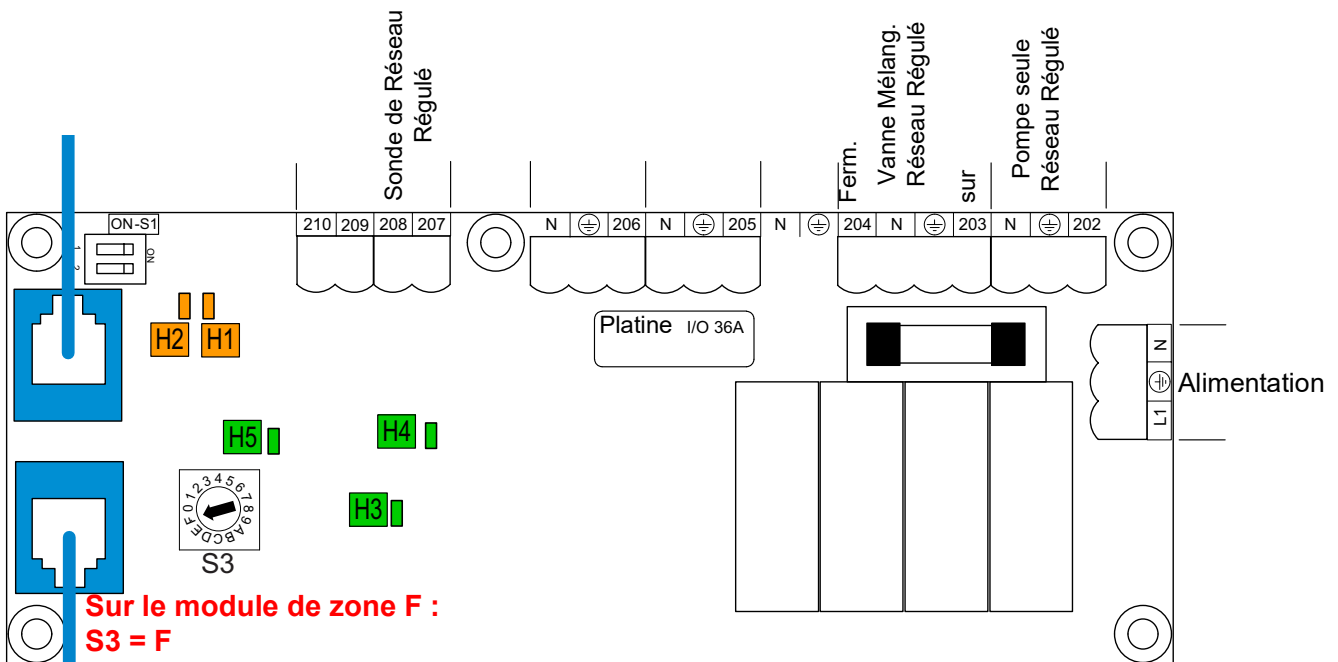 Sonde de Réseau
Régulé
Ferm.
Vanne Mélang.
Réseau Régulé
sur
Pompe seule
Réseau Régulé
ON-S1
1
2
ON
210 209 208 207
N 206 N 205 N 204 N 203 N 202
H2 H1
Platine I/O 36A
N
L1
Alimentation
H5
H4
H3
0123456789ABCDEF
S3
Sur le module de zone F :
S3 = F